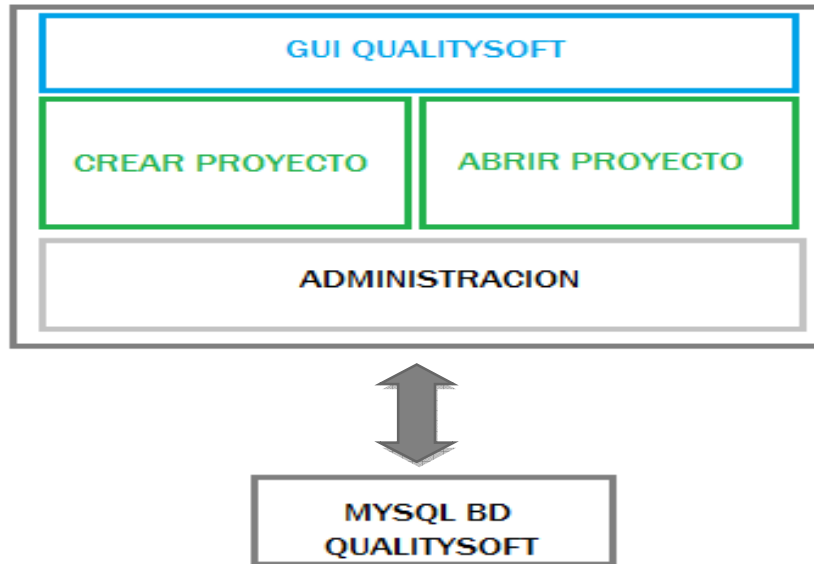 GUI QUALITYSOFT
CREAR PROYECTO
ABRIR PROYECTO
ADMINISTRACION
MYSQL BD
QUALITYSOFT